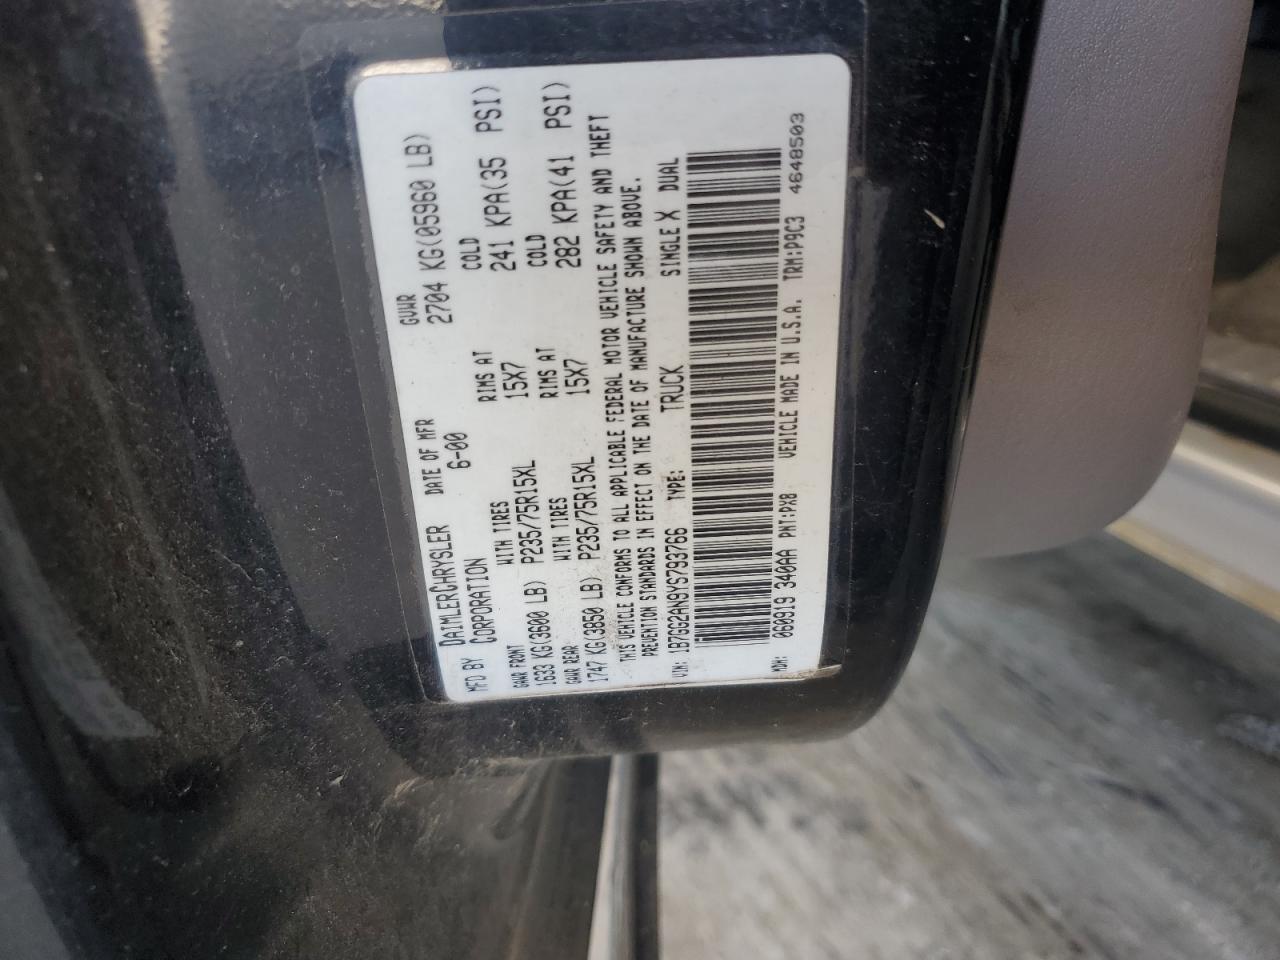 MFD BY DAIMLERCHRYSLER CORPORATION DATE OF MFR 6-00 GVWR 2704 KG(05960 LB)
GAWR FRONT WITH TIRES RIMS AT COLD
1633 KG(3600 LB) P235/75R15XL 15X7 241 KPA(35 PSI)
GAWR REAR WITH TIRES RIMS AT COLD
1747 KG(3850 LB) P235/75R15XL 15X7 282 KPA(41 PSI)
THIS VEHICLE CONFORMS TO ALL APPLICABLE FEDERAL MOTOR VEHICLE SAFETY AND THEFT
PREVENTION STANDARDS IN EFFECT ON THE DATE OF MANUFACTURE SHOWN ABOVE.
VIN: 1B7GG2AN9YS793766 TYPE: TRUCK SINGLE X DUAL
MDH: 060919 340AA PNT:PX8 VEHICLE MADE IN U.S.A. TRM:P9C3 4648503